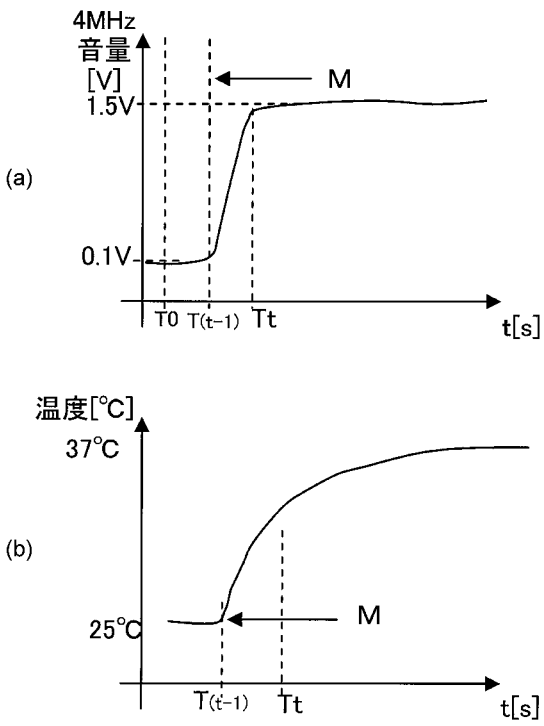 4MHz
音量
[V]
M
1.5V
(a)
0.1V
T0 T(t-1) Tt
t[s]
温度[℃]
37℃
(b)
25℃
M
T(t-1) Tt
t[s]